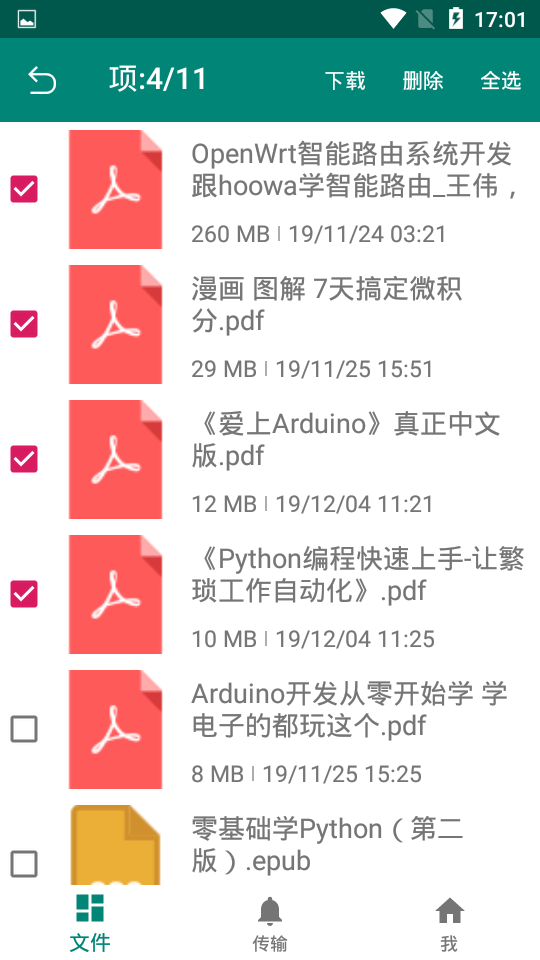 17:01
项:4/11 下载 删除 全选
OpenWrt智能路由系统开发
跟hoowa学智能路由_王伟，
260 MB | 19/11/24 03:21
漫画 图解 7天搞定微积
分.pdf
29 MB | 19/11/25 15:51
《爱上Arduino》真正中文
版.pdf
12 MB | 19/12/04 11:21
《Python编程快速上手-让繁
琐工作自动化》.pdf
10 MB | 19/12/04 11:25
Arduino开发从零开始学 学
电子的都玩这个.pdf
8 MB | 19/11/25 15:25
零基础学Python（第二
版）.epub
文件 传输 我